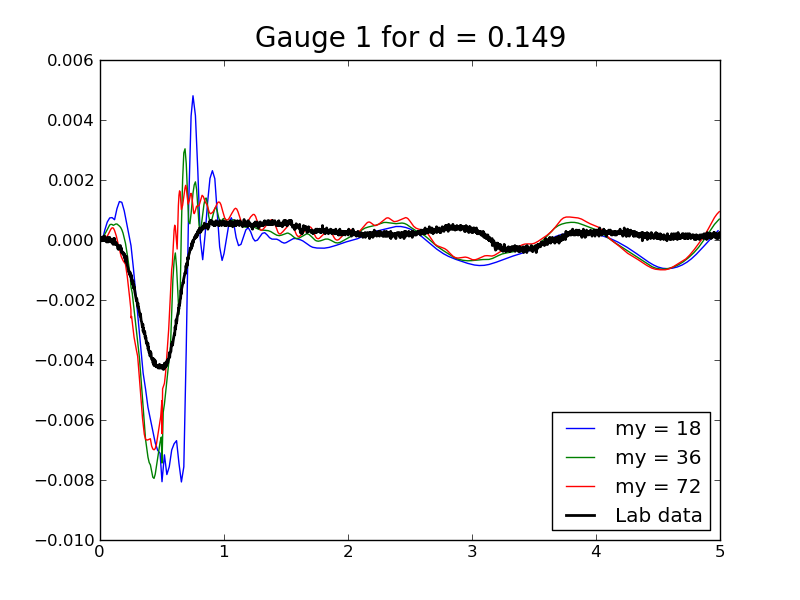 Gauge 1 for d = 0.149
0.006
0.004
0.002
0.000
−0.002
−0.004
−0.006
−0.008
−0.010
0 1 2 3 4 5
my = 18
my = 36
my = 72
Lab data